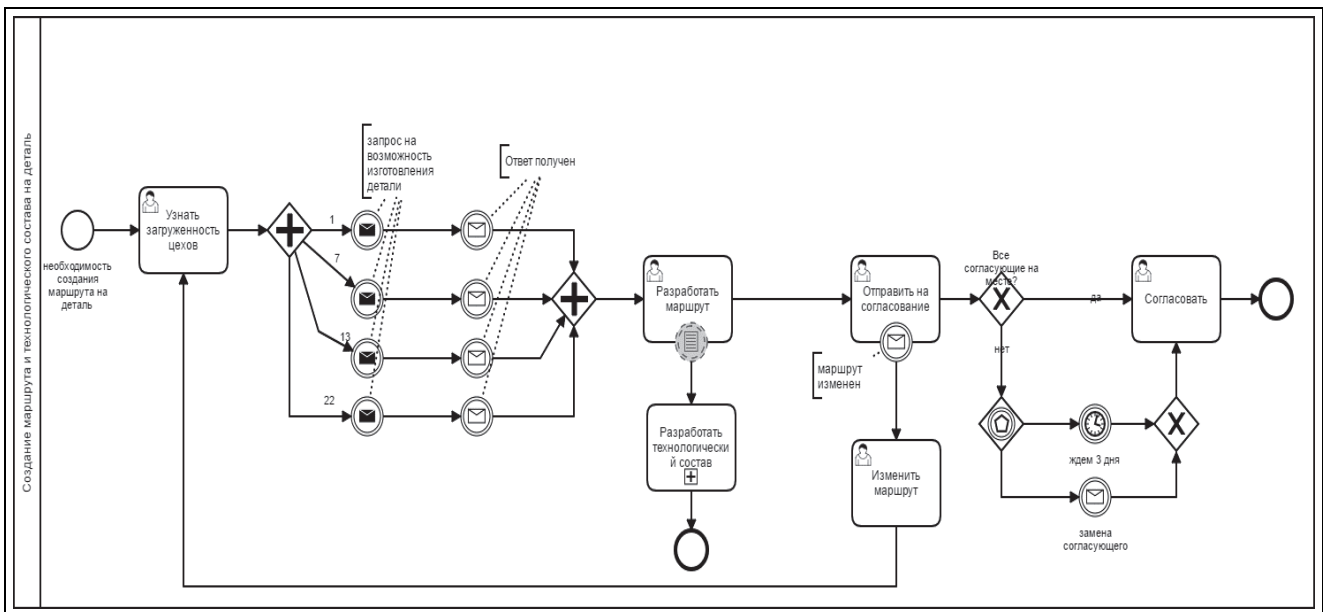 Создание маршрута и технологического состава на деталь
необходимость
создания
маршрута на
деталь
Узнать
загруженность
цехов
1
7
13
22
запрос на
возможность
изготовления
детали
Ответ получен
Разработать
маршрут
Разработать
технологически
й состав
Отправить на
согласование
маршрут
изменен
Изменить
маршрут
Все
согласующие на
месте?
да
нет
ждем 3 дня
замена
согласующего
Согласовать